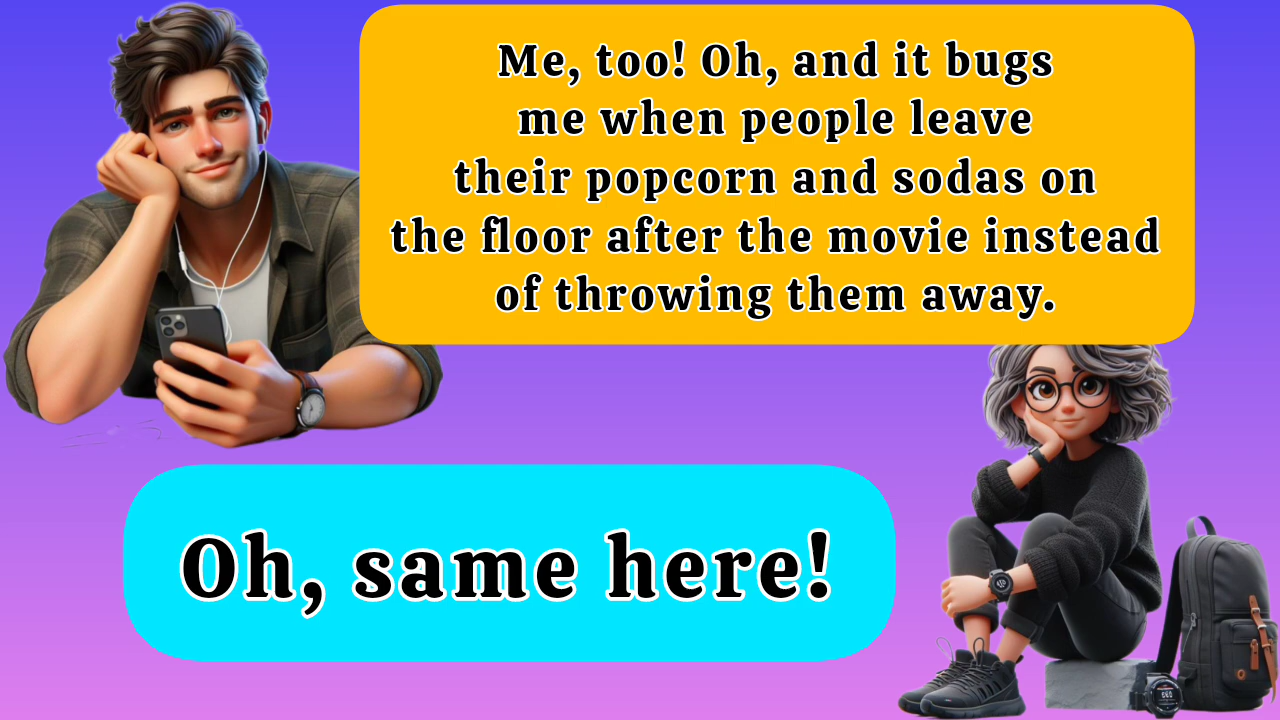 Me, too! Oh, and it bugs
me when people leave
their popcorn and sodas on
the floor after the movie instead
of throwing them away.
Oh, same here!